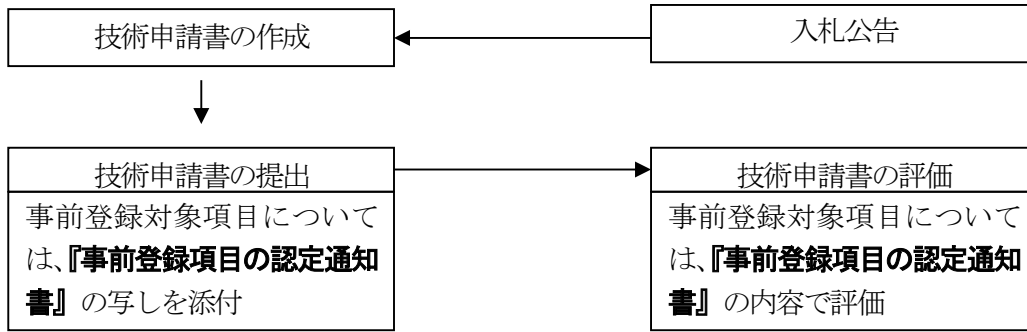 技術申請書の作成
入札公告
技術申請書の提出
事前登録対象項目について
は、『事前登録項目の認定通知
書』の写しを添付
技術申請書の評価
事前登録対象項目について
は、『事前登録項目の認定通知
書』の内容で評価